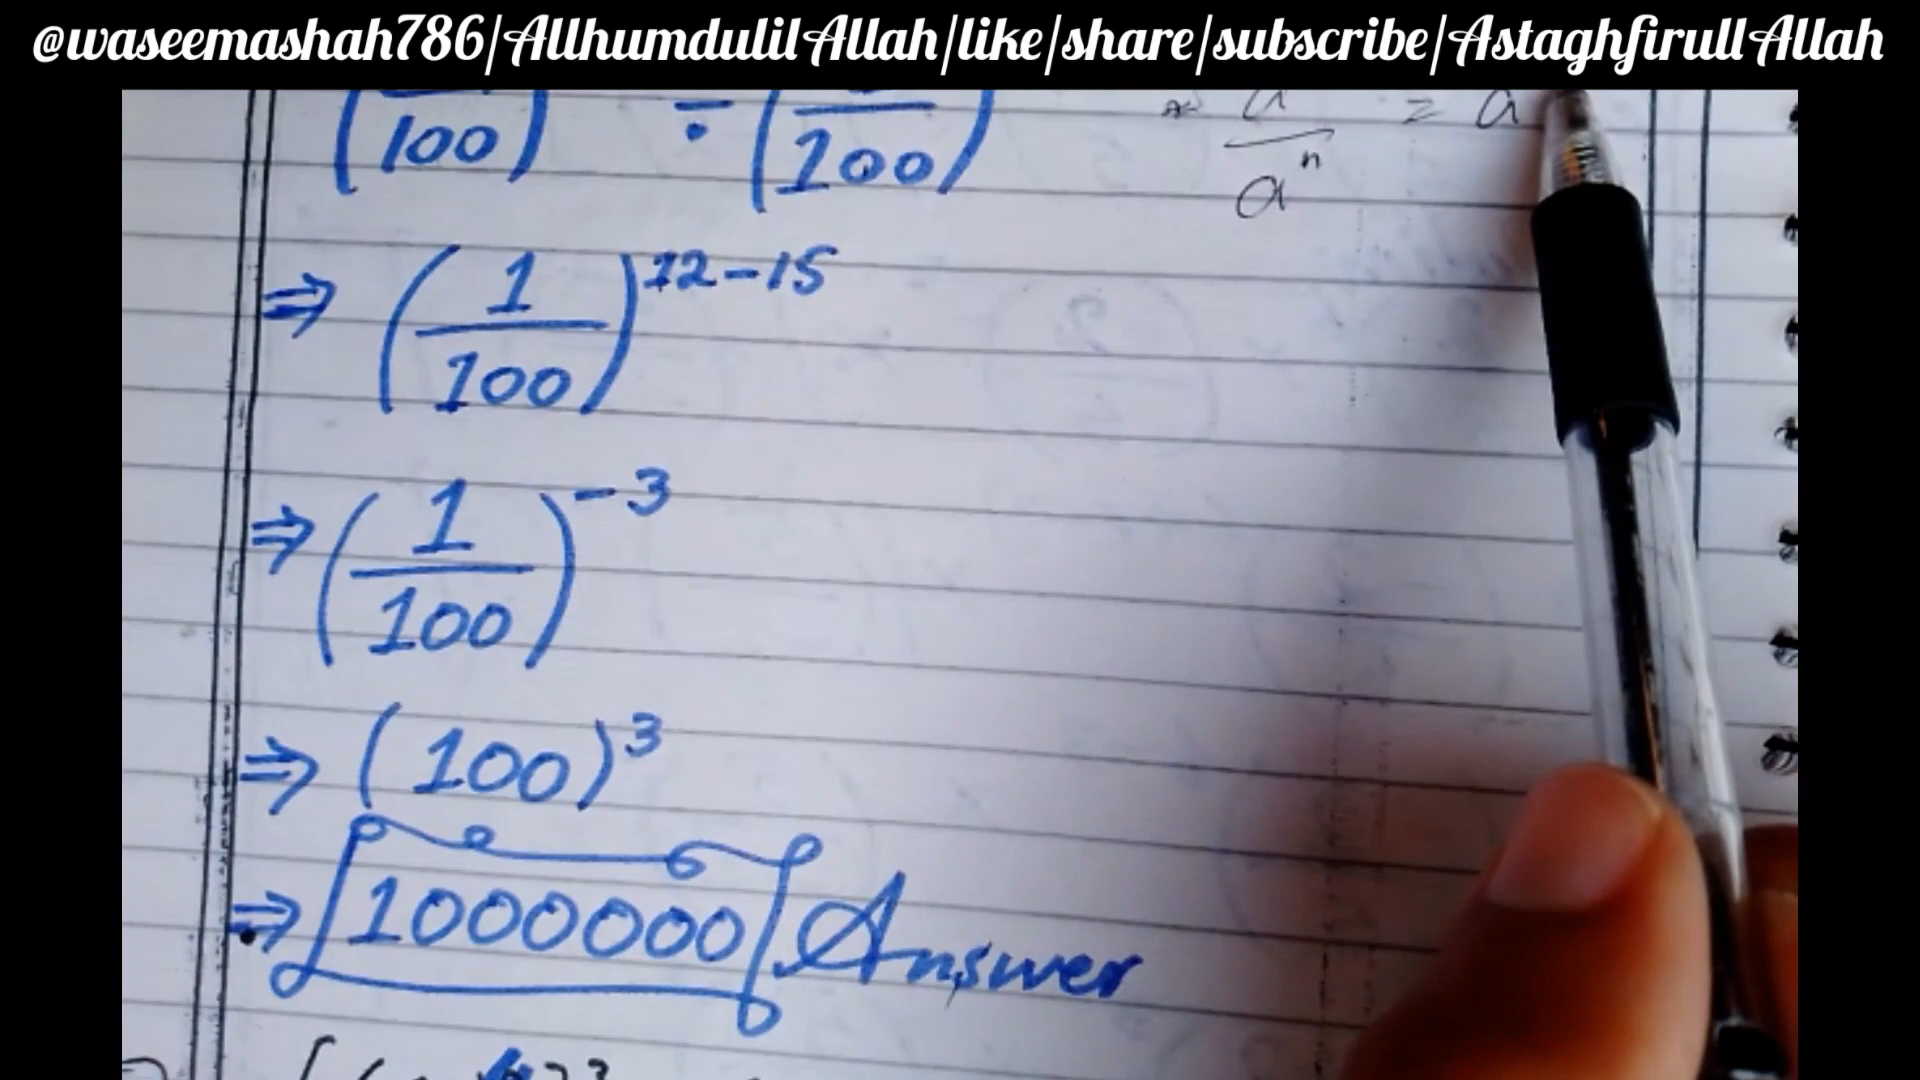 @waseemashah786/AllhumdulilAllah/like/share/subscribe/AstaghfirullAllah
(— / 100) ÷ (— / 100)
a / a^n = a
⇒ (1/100)^12-15
⇒ (1/100)^-3
⇒ (100)^3
⇒ 1000000 Answer